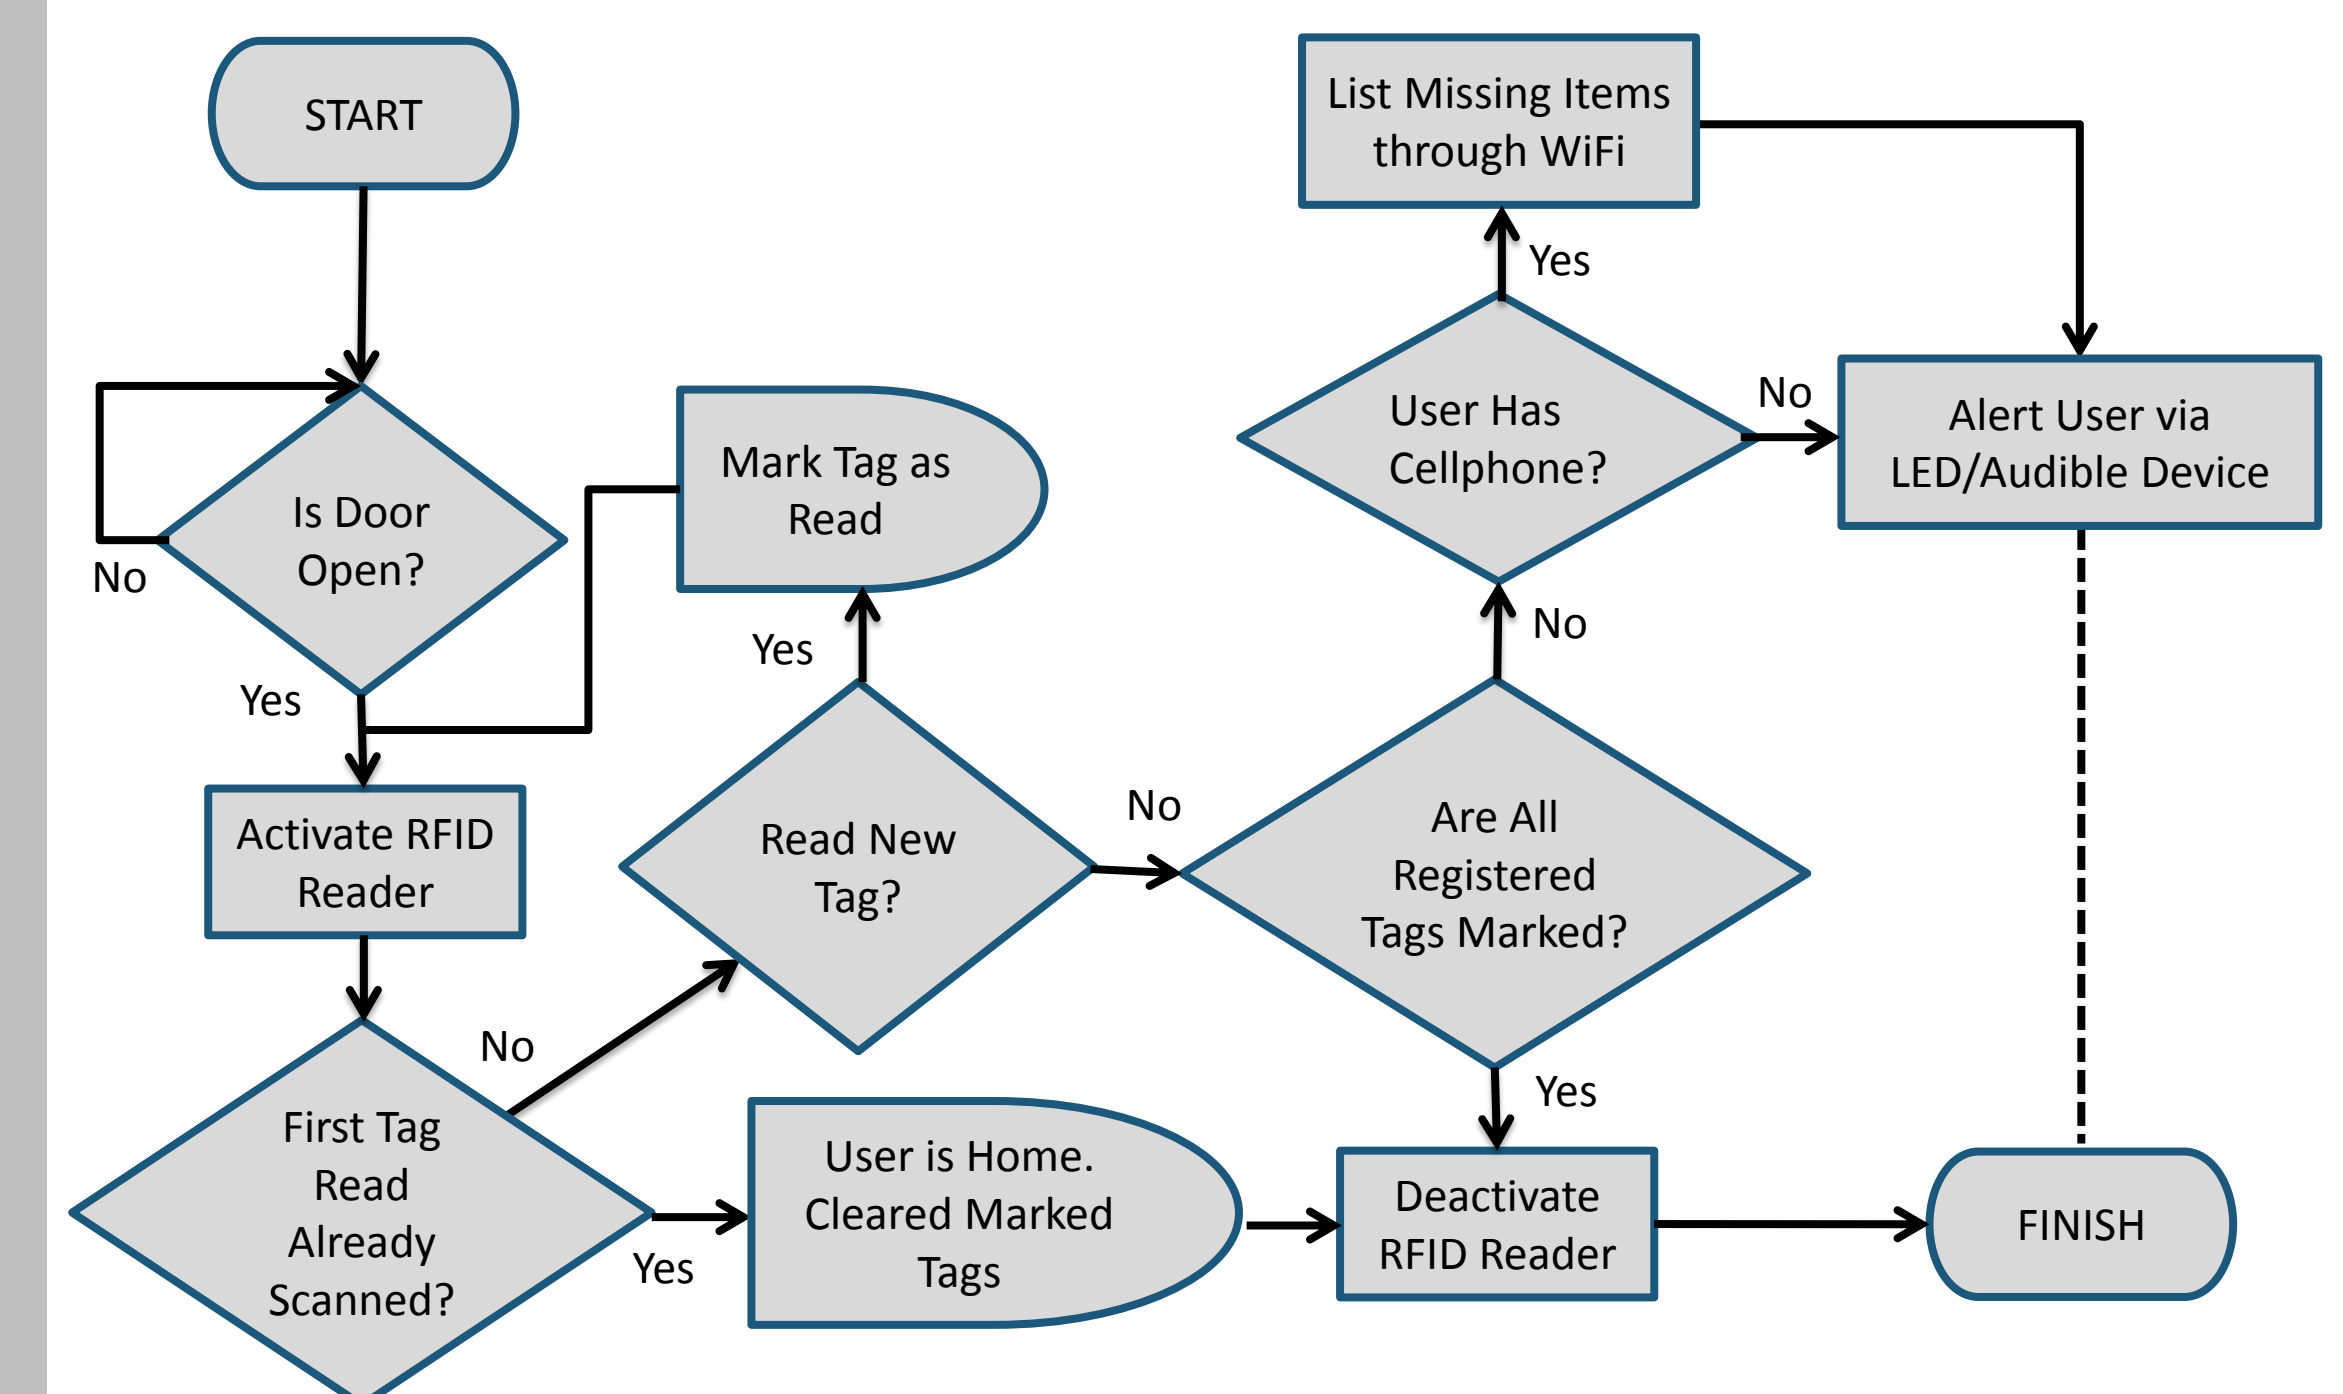 START
Is Door
Open?
No
Yes
Activate RFID
Reader
First Tag
Read
Already
Scanned?
No
Yes
Read New
Tag?
Yes
Mark Tag as
Read
No
Are All
Registered
Tags Marked?
No
User Has
Cellphone?
Yes
List Missing Items
through WiFi
No
Alert User via
LED/Audible Device
Yes
User is Home.
Cleared Marked
Tags
Deactivate
RFID Reader
FINISH